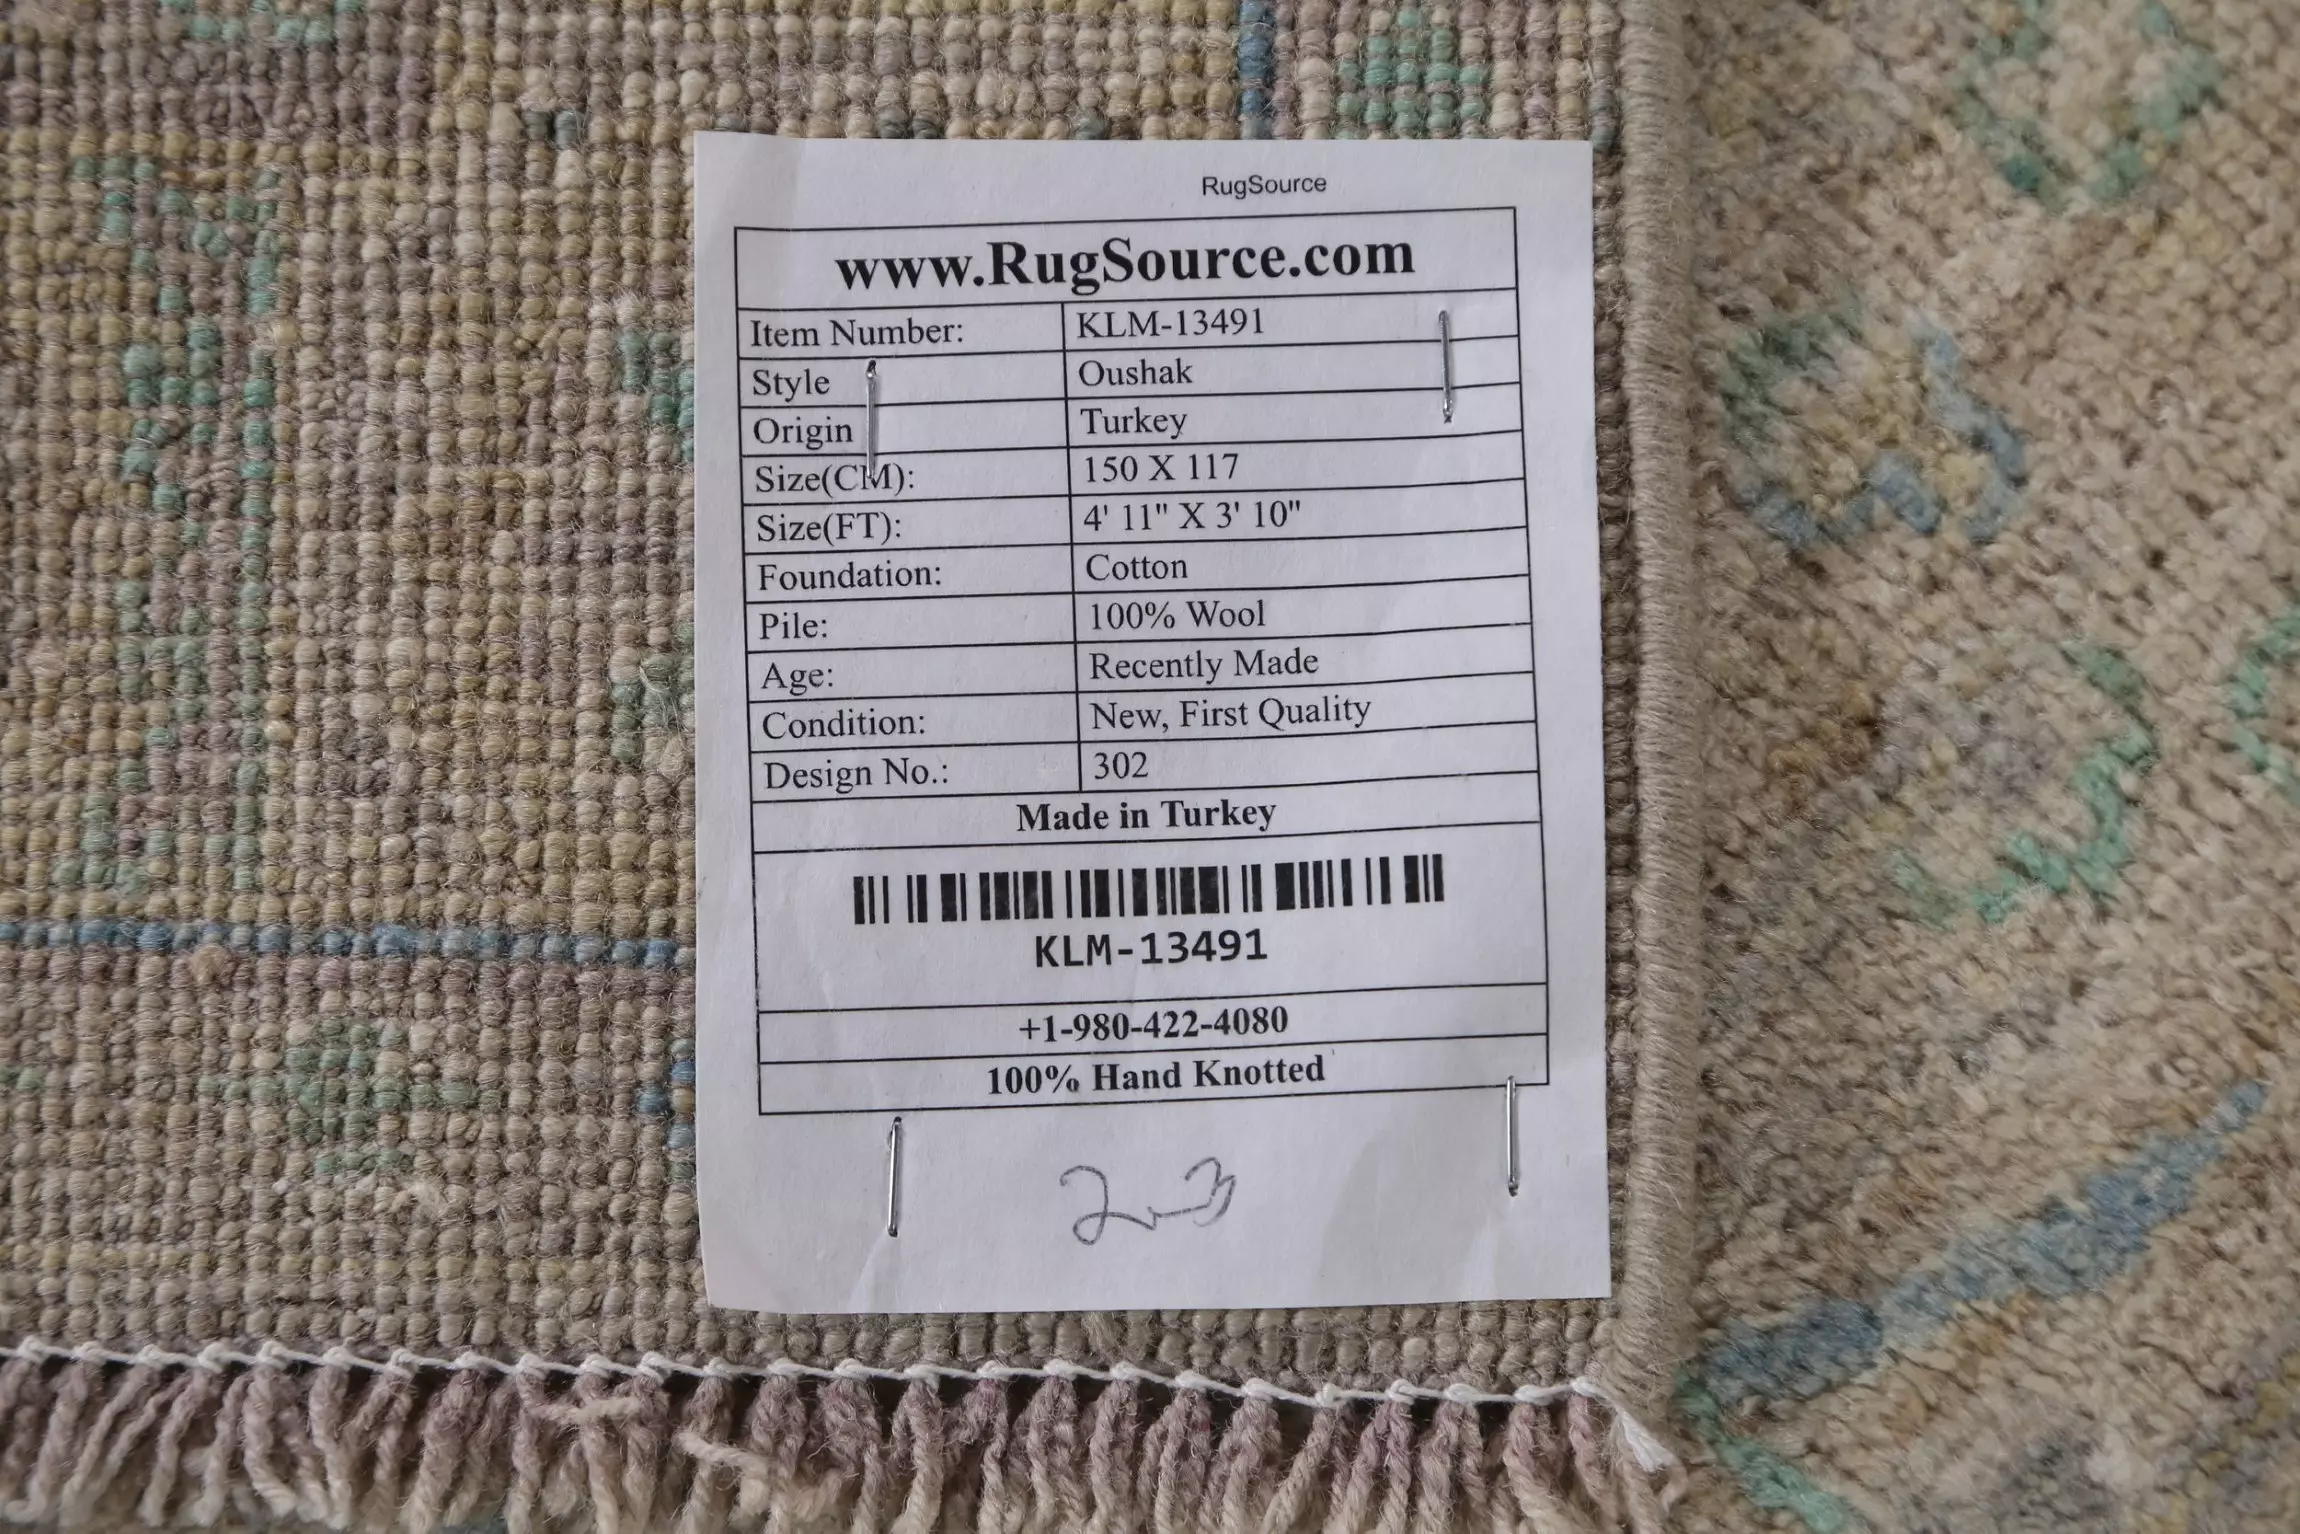 RugSource
www.RugSource.com
Item Number: KLM-13491
Style Oushak
Origin Turkey
Size(CM): 150 X 117
Size(FT): 4' 11" X 3' 10"
Foundation: Cotton
Pile: 100% Wool
Age: Recently Made
Condition: New, First Quality
Design No.: 302
Made in Turkey
KLM-13491
+1-980-422-4080
100% Hand Knotted